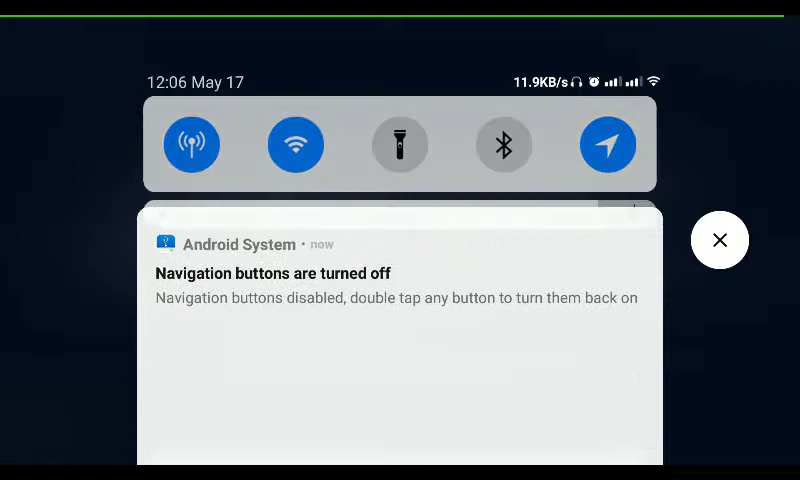 12:06 May 17
11.9KB/s
Android System • now
Navigation buttons are turned off
Navigation buttons disabled, double tap any button to turn them back on